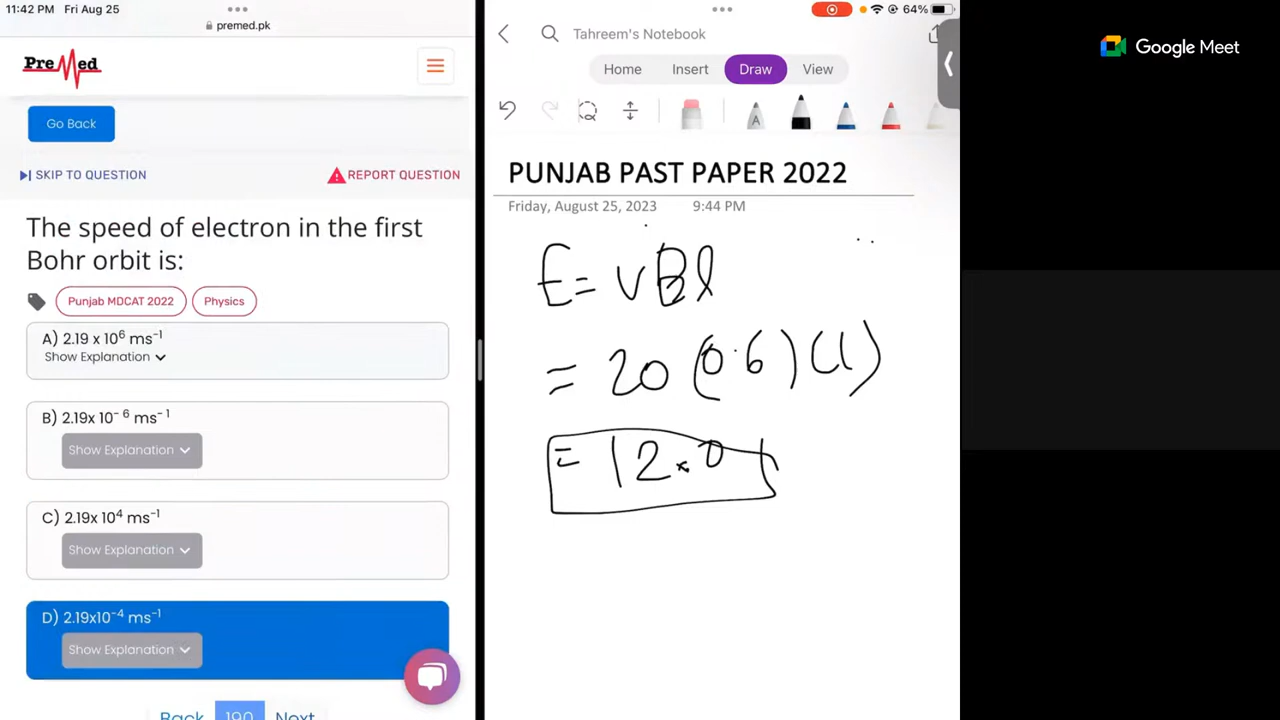 11:42 PM Fri Aug 25
premed.pk
PreMed
Go Back
SKIP TO QUESTION
REPORT QUESTION
The speed of electron in the first
Bohr orbit is:
Punjab MDCAT 2022
Physics
A) 2.19 x 10⁶ ms⁻¹
Show Explanation
B) 2.19x 10⁻ ⁶ ms⁻ ¹
Show Explanation
C) 2.19x 10⁴ ms⁻¹
Show Explanation
D) 2.19x10⁻⁴ ms⁻¹
Show Explanation
Back 190 Next
64%
Tahreem's Notebook
Home Insert Draw View
A
PUNJAB PAST PAPER 2022
Friday, August 25, 2023 9:44 PM
E = vBl
= 20 (0.6) (1)
= 12.0
Google Meet